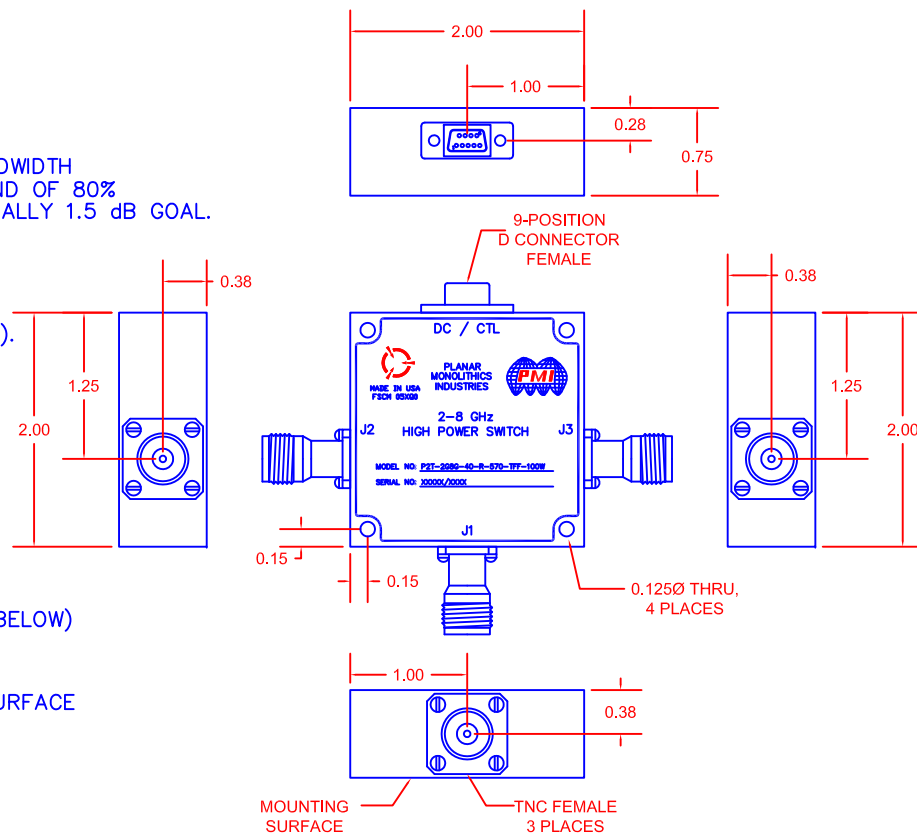 2.00
1.00
0.28
0.75
DWIDTH
ND OF 80%
ALLY 1.5 dB GOAL.
9-POSITION
D CONNECTOR
FEMALE
0.38
0.38
).
1.25
2.00
DC / CTL
MADE IN USA
FSCM 05XQ0
PLANAR
MONOLITHICS
INDUSTRIES
PMI
2-8 GHz
HIGH POWER SWITCH
J2
J3
MODEL NO: P2T-2G8G-40-R-570-TFF-100W
SERIAL NO: XXXXX/XXXX
J1
1.25
2.00
0.15
0.15
0.125Ø THRU,
4 PLACES
BELOW)
URFACE
1.00
0.38
MOUNTING
SURFACE
TNC FEMALE
3 PLACES